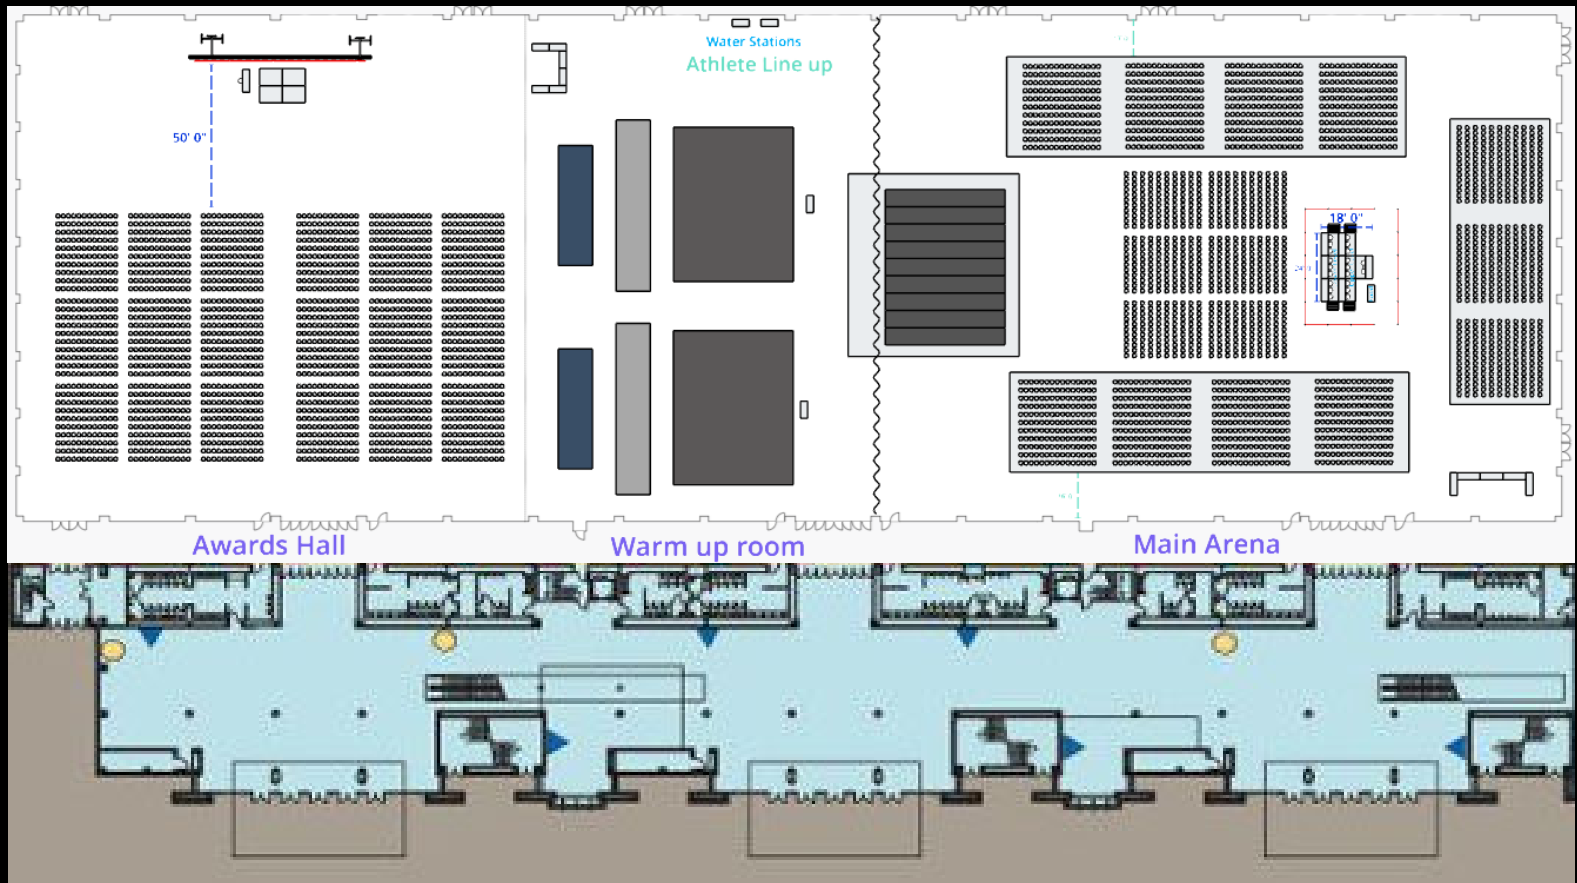 Water Stations
Athlete Line up
50' 0"
18' 0"
Awards Hall
Warm up room
Main Arena